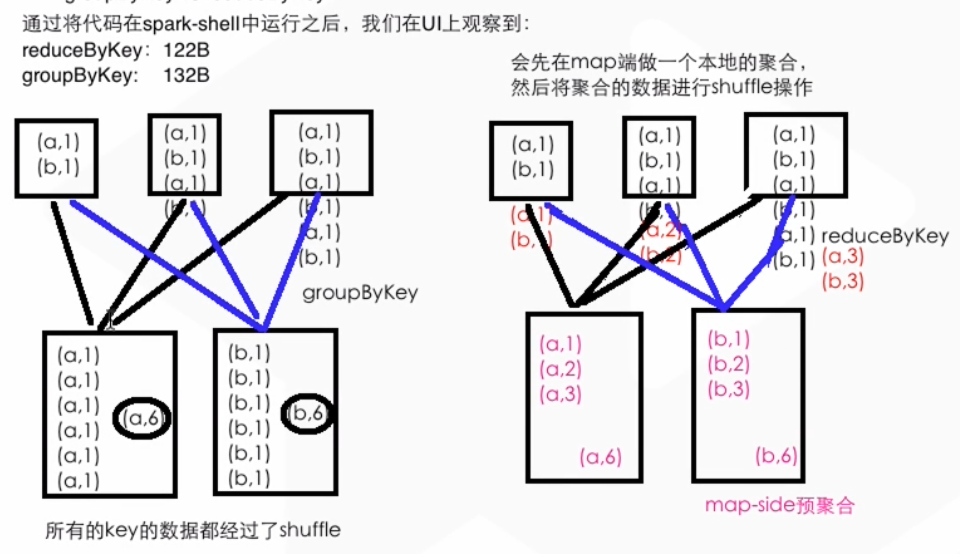 通过将代码在spark-shell中运行之后，我们在UI上观察到：
reduceByKey： 122B
groupByKey： 132B
(a,1)
(b,1)
(a,1)
(b,1)
(a,1)
(b,1)
(a,1)
(b,1)
(a,1)
(b,1)
(a,1)
(b,1)
groupByKey
(a,1)
(a,1)
(a,1)
(a,1)
(a,1)
(a,1)
(a,6)
(b,1)
(b,1)
(b,1)
(b,1)
(b,1)
(b,1)
(b,6)
所有的key的数据都经过了shuffle
会先在map端做一个本地的聚合，
然后将聚合的数据进行shuffle操作
(a,1)
(b,1)
(a,1)
(b,1)
(a,1)
(b,1)
(a,1)
(b,1)
(a,1)
(b,1)
(a,1)
(b,1)
(a,1)
(b,1)
(a,2)
(b,2)
reduceByKey
(a,3)
(b,3)
(a,1)
(a,2)
(a,3)
(a,6)
(b,1)
(b,2)
(b,3)
(b,6)
map-side预聚合